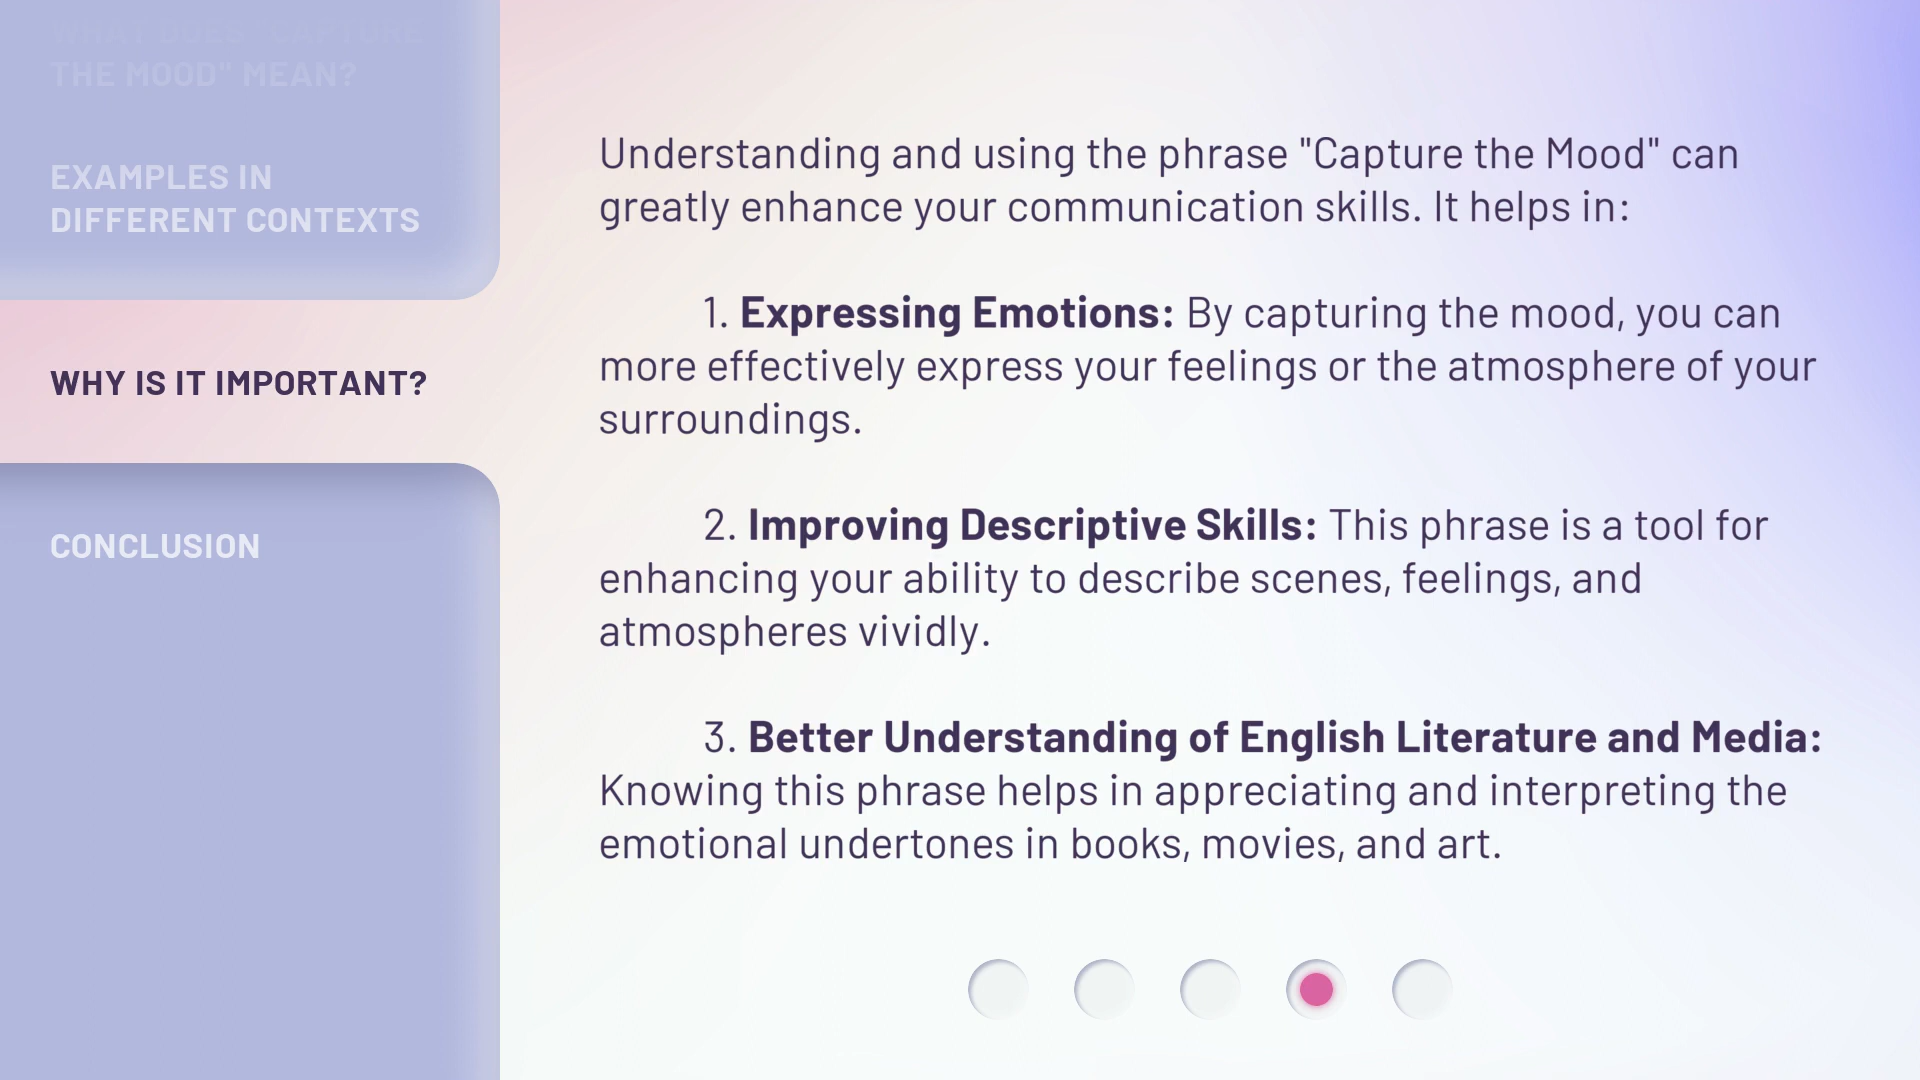 WHAT DOES "CAPTURE
THE MOOD" MEAN?
EXAMPLES IN
DIFFERENT CONTEXTS
WHY IS IT IMPORTANT?
CONCLUSION
Understanding and using the phrase "Capture the Mood" can
greatly enhance your communication skills. It helps in:
1. Expressing Emotions: By capturing the mood, you can
more effectively express your feelings or the atmosphere of your
surroundings.
2. Improving Descriptive Skills: This phrase is a tool for
enhancing your ability to describe scenes, feelings, and
atmospheres vividly.
3. Better Understanding of English Literature and Media:
Knowing this phrase helps in appreciating and interpreting the
emotional undertones in books, movies, and art.